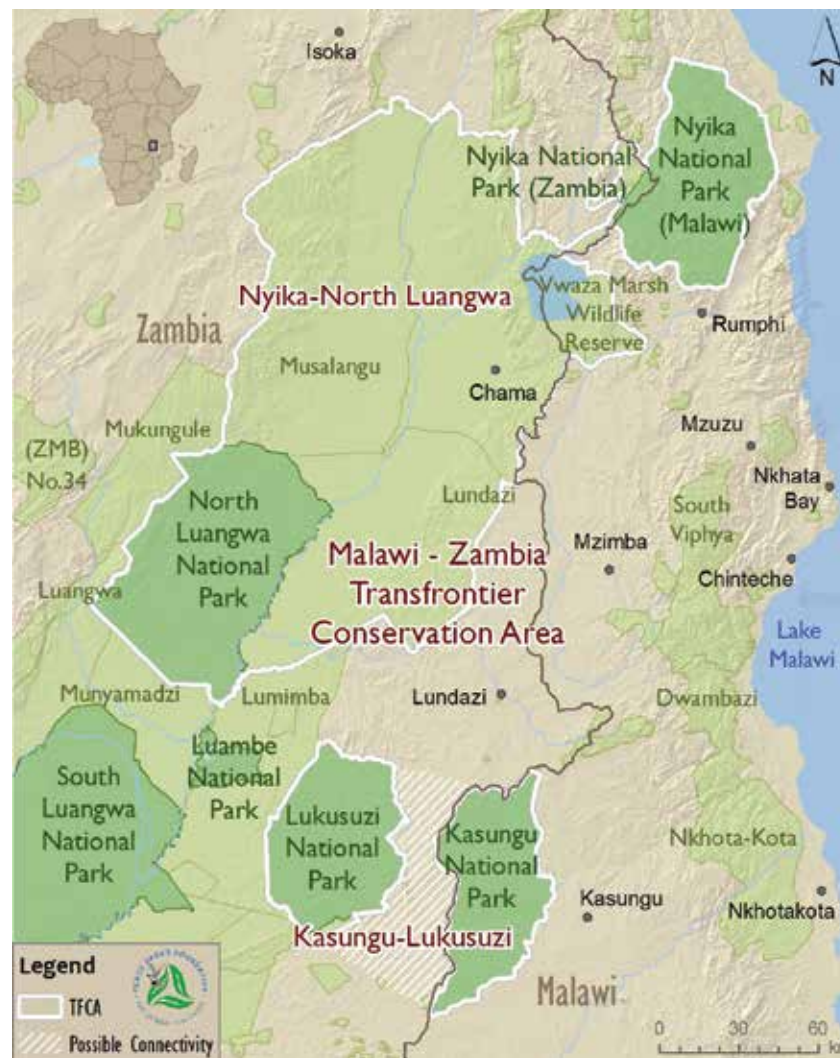 Isoka
N
Nyika National
Park (Zambia)
Nyika
National
Park
(Malawi)
Nyika-North Luangwa
Vwaza Marsh
Wildlife
Reserve
Rumphi
Zambia
Musalangu
Chama
Mukungule
Mzuzu
(ZMB)
No.34
North
Luangwa
National
Park
Lundazi
South
Viphya
Nkhata
Bay
Malawi - Zambia
Transfrontier
Conservation Area
Mzimba
Chinteche
Luangwa
Lake
Malawi
Munyamadzi
Lumimba
Lundazi
Dwambazi
South
Luangwa
National
Park
Luambe
National
Park
Lukusuzi
National
Park
Kasungu
National
Park
Nkhota-Kota
Kasungu
Nkhotakota
Kasungu-Lukusuzi
Legend
TFCA
Possible Connectivity
Malawi
0 30 60